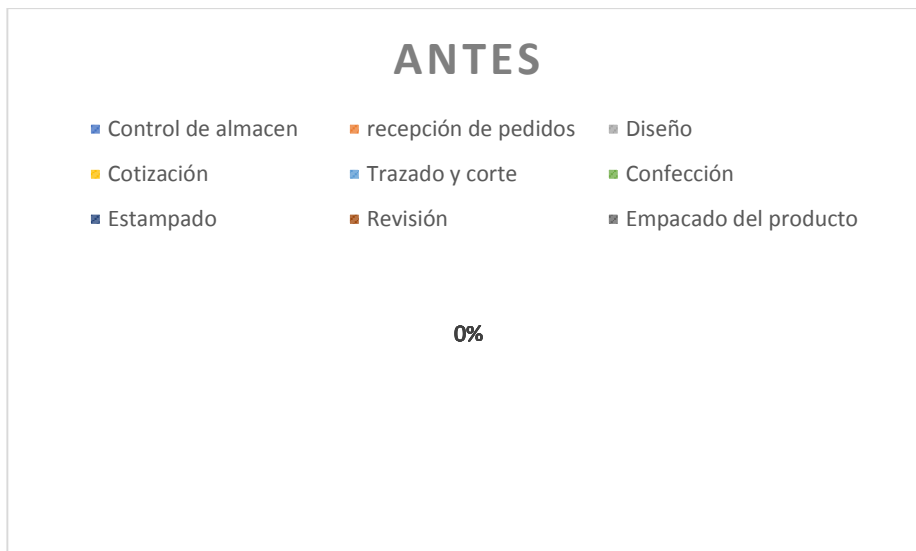 ANTES
Control de almacen recepción de pedidos Diseño
Cotización Trazado y corte Confección
Estampado Revisión Empacado del producto
0%